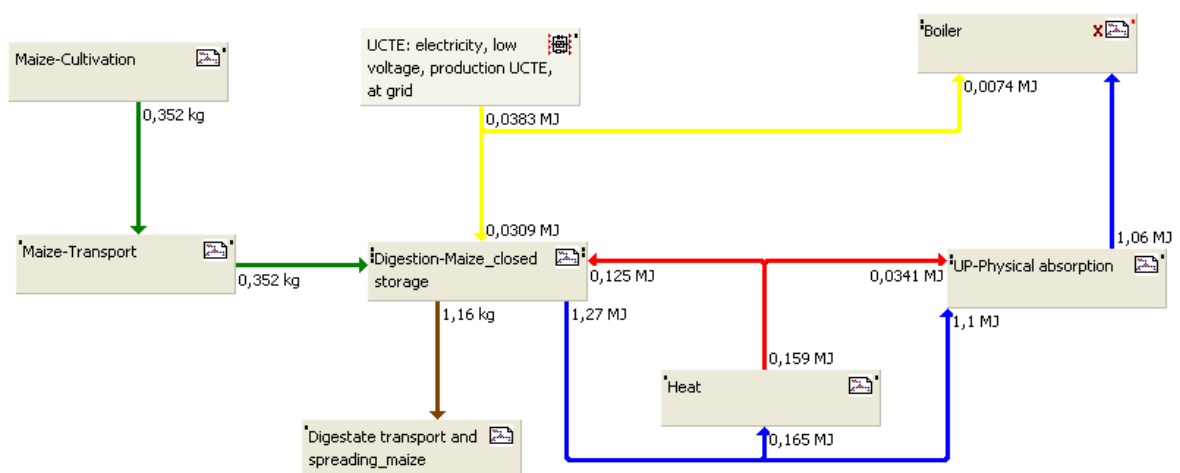 Maize-Cultivation
0,352 kg
UCTE: electricity, low
voltage, production UCTE,
at grid
0,0383 MJ
Boiler
x
0,0074 MJ
Maize-Transport
0,352 kg
0,0309 MJ
Digestion-Maize_closed
storage
0,125 MJ
1,16 kg
1,27 MJ
1,06 MJ
UP-Physical absorption
0,0341 MJ
1,1 MJ
0,159 MJ
Heat
0,165 MJ
Digestate transport and
spreading_maize